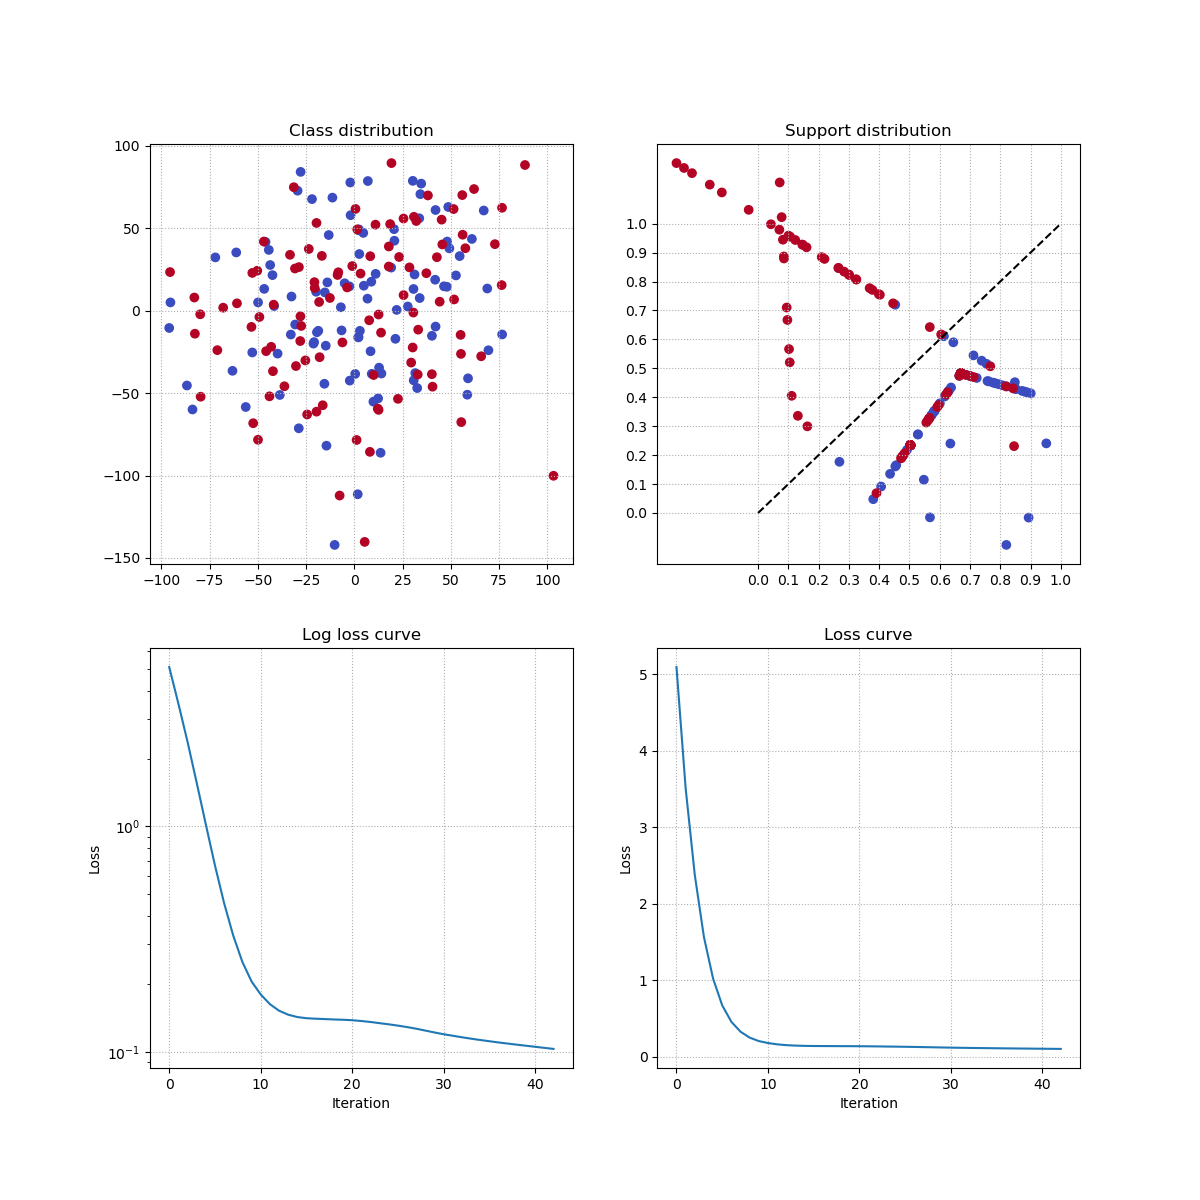 Class distribution
100
50
0
−50
−100
−150
−100 −75 −50 −25 0 25 50 75 100
Support distribution
1.0
0.9
0.8
0.7
0.6
0.5
0.4
0.3
0.2
0.1
0.0
0.0 0.1 0.2 0.3 0.4 0.5 0.6 0.7 0.8 0.9 1.0
Log loss curve
Loss
10⁰
10⁻¹
0 10 20 30 40
Iteration
Loss curve
Loss
5
4
3
2
1
0
0 10 20 30 40
Iteration